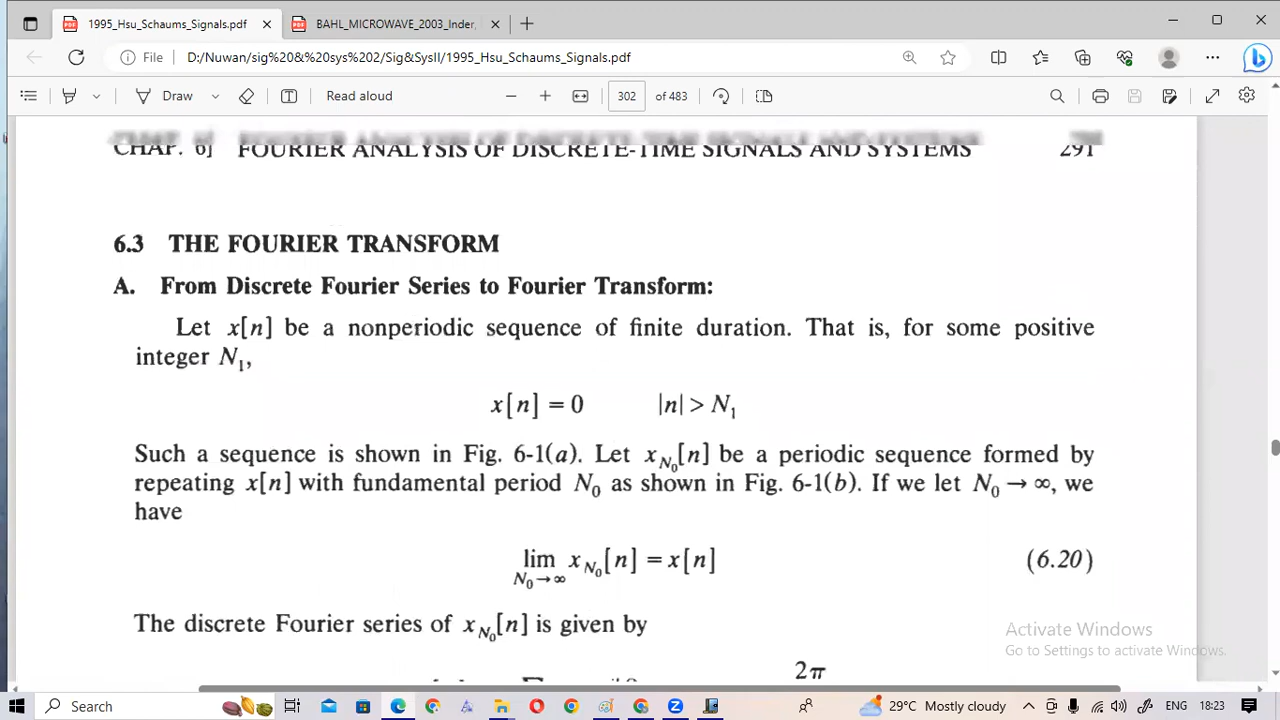 1995_Hsu_Schaums_Signals.pdf BAHL_MICROWAVE_2003_Inder_
File D:/Nuwan/sig%20&%20sys%202/Sig&SysII/1995_Hsu_Schaums_Signals.pdf
Draw Read aloud 302 of 483
CHAP. 6] FOURIER ANALYSIS OF DISCRETE-TIME SIGNALS AND SYSTEMS 291
6.3 THE FOURIER TRANSFORM
A. From Discrete Fourier Series to Fourier Transform:
Let x[n] be a nonperiodic sequence of finite duration. That is, for some positive
integer N₁,
x[n] = 0 |n| > N₁
Such a sequence is shown in Fig. 6-1(a). Let x_N₀[n] be a periodic sequence formed by
repeating x[n] with fundamental period N₀ as shown in Fig. 6-1(b). If we let N₀ → ∞, we
have
lim x_N₀[n] = x[n] (6.20)
N₀→∞
The discrete Fourier series of x_N₀[n] is given by
2π
Activate Windows
Go to Settings to activate Windows.
Search 29°C Mostly cloudy ENG 18:23